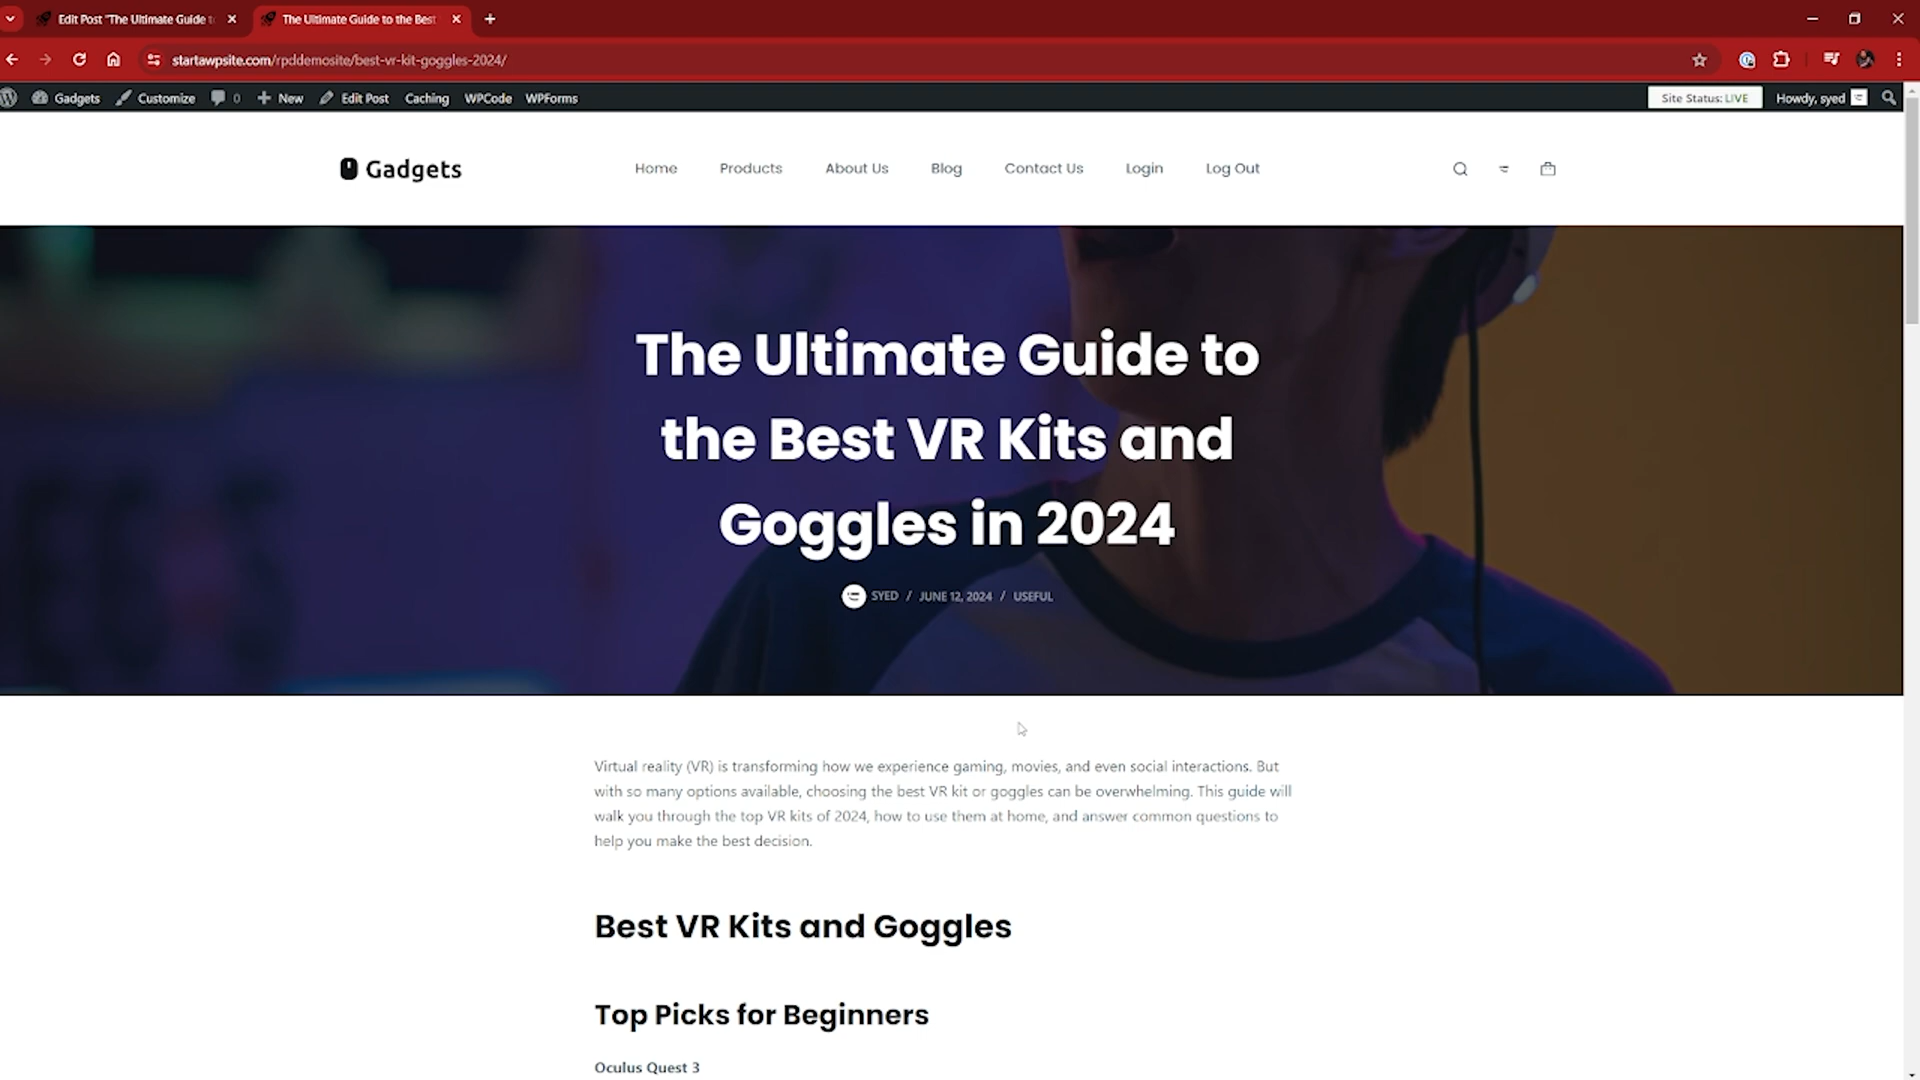 Edit Post "The Ultimate Guide t
The Ultimate Guide to the Best
startawpsite.com/rpddemosite/best-vr-kit-goggles-2024/
Gadgets
Customize
0
New
Edit Post
Caching
WPCode
WPForms
Site Status: LIVE
Howdy, syed
Gadgets
Home
Products
About Us
Blog
Contact Us
Login
Log Out
The Ultimate Guide to
the Best VR Kits and
Goggles in 2024
SYED / JUNE 12, 2024 / USEFUL
Virtual reality (VR) is transforming how we experience gaming, movies, and even social interactions. But
with so many options available, choosing the best VR kit or goggles can be overwhelming. This guide will
walk you through the top VR kits of 2024, how to use them at home, and answer common questions to
help you make the best decision.
Best VR Kits and Goggles
Top Picks for Beginners
Oculus Quest 3